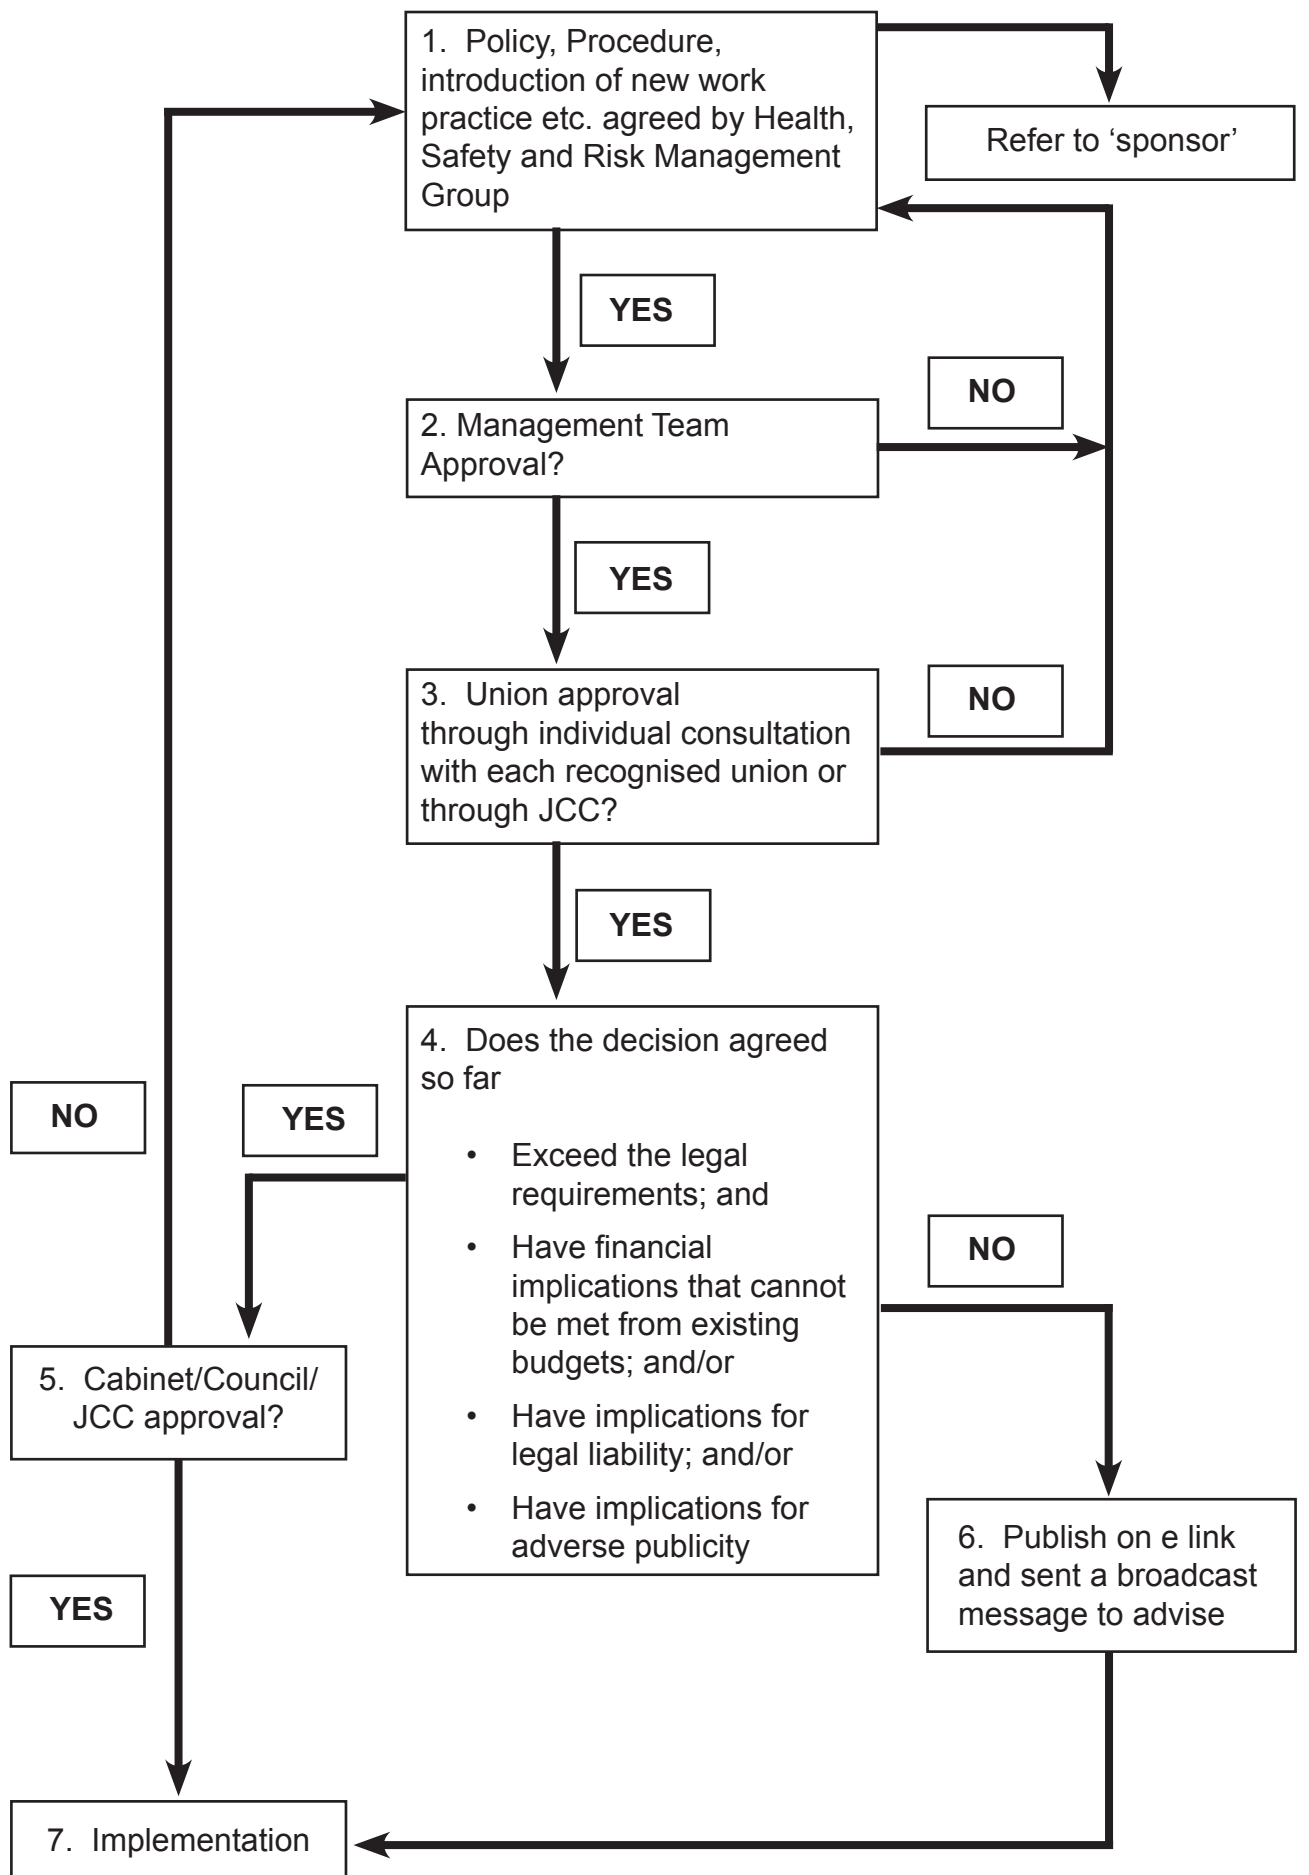 1. Policy, Procedure,
introduction of new work
practice etc. agreed by Health,
Safety and Risk Management
Group
Refer to ‘sponsor’
YES
NO
2. Management Team
Approval?
YES
NO
3. Union approval
through individual consultation
with each recognised union or
through JCC?
YES
4. Does the decision agreed
so far
• Exceed the legal
requirements; and
• Have financial
implications that cannot
be met from existing
budgets; and/or
• Have implications for
legal liability; and/or
• Have implications for
adverse publicity
NO
YES
NO
5. Cabinet/Council/
JCC approval?
6. Publish on e link
and sent a broadcast
message to advise
YES
7. Implementation